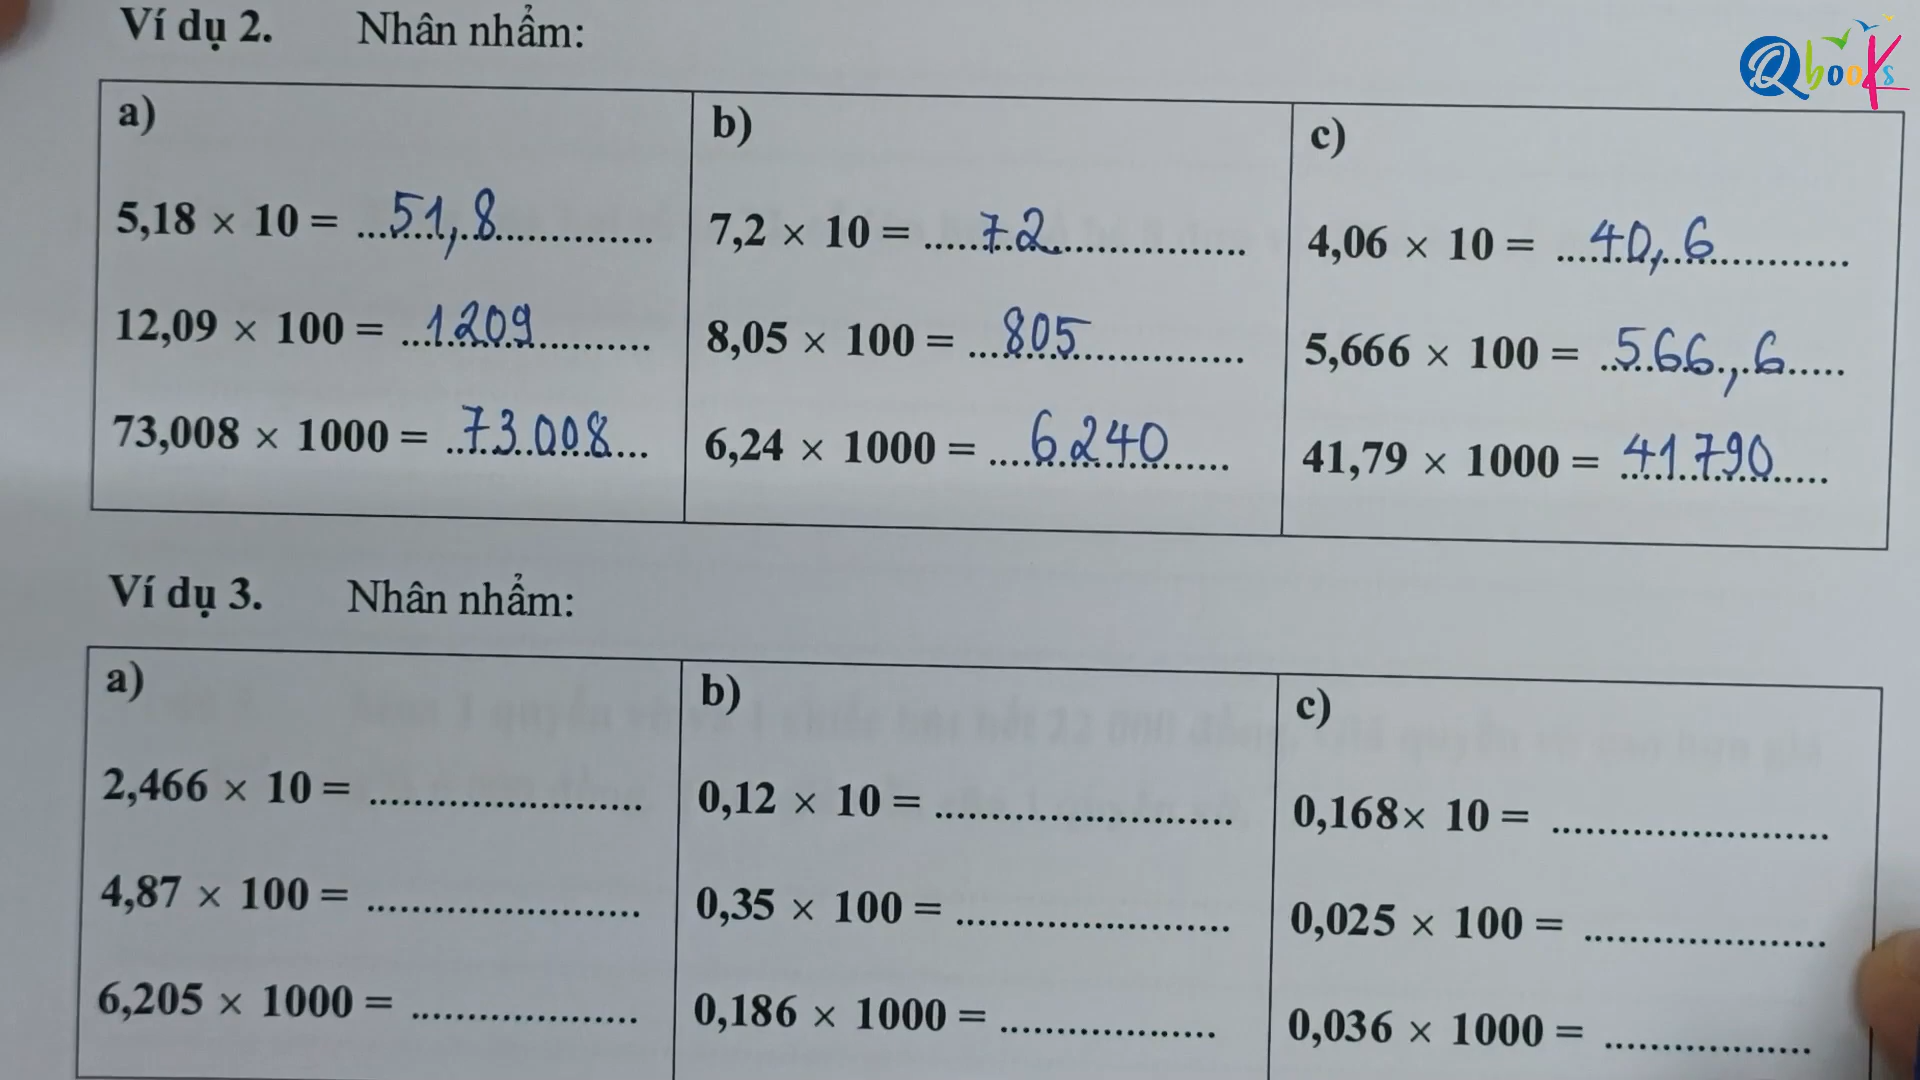 Qbooks
Ví dụ 2. Nhân nhẩm:
a)
5,18 × 10 = 51,8
12,09 × 100 = 1209
73,008 × 1000 = 73008
b)
7,2 × 10 = 72
8,05 × 100 = 805
6,24 × 1000 = 6240
c)
4,06 × 10 = 40,6
5,666 × 100 = 566,6
41,79 × 1000 = 41790
Ví dụ 3. Nhân nhẩm:
a)
2,466 × 10 = ........................
4,87 × 100 = ........................
6,205 × 1000 = ....................
b)
0,12 × 10 = ..........................
0,35 × 100 = ........................
0,186 × 1000 = ...................
c)
0,168× 10 = ........................
0,025 × 100 = .....................
0,036 × 1000 = ..................